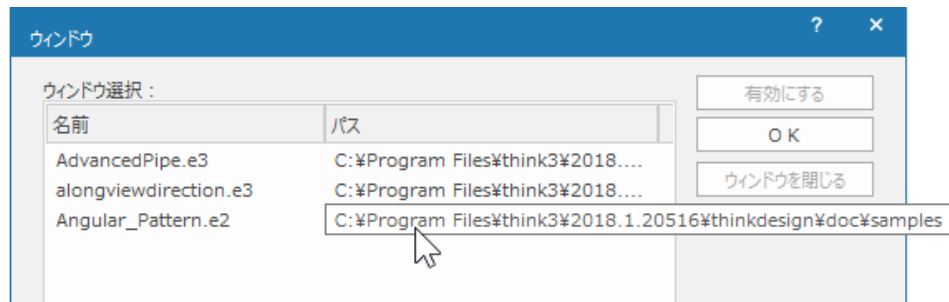 ウィンドウ
? ×
ウィンドウ選択：
名前 パス
AdvancedPipe.e3 C:¥Program Files¥think3¥2018....
alongviewdirection.e3 C:¥Program Files¥think3¥2018....
Angular_Pattern.e2 C:¥Program Files¥think3¥2018.1.20516¥thinkdesign¥doc¥samples
有効にする
O K
ウィンドウを閉じる